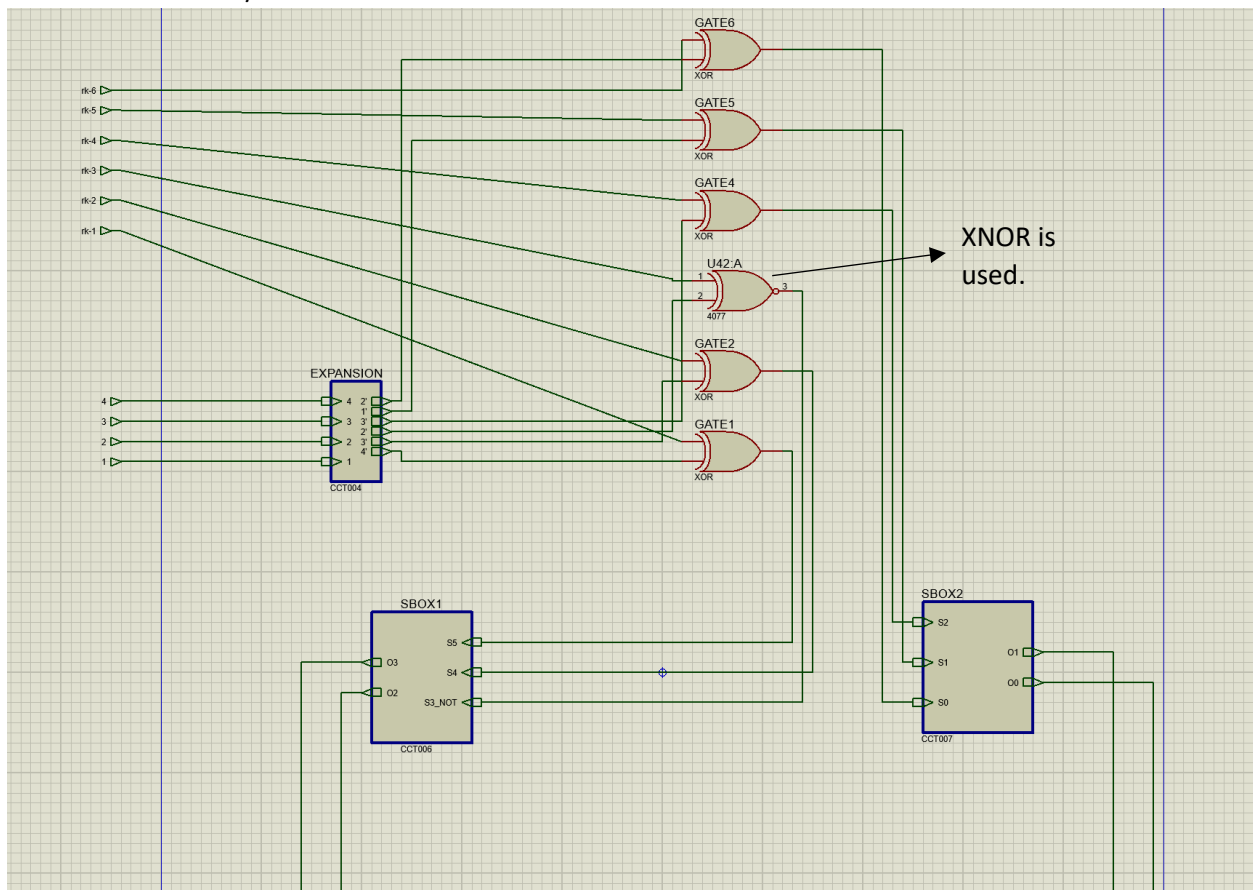 GATE6
XOR
rk-6
rk-5
GATE5
XOR
rk-4
rk-3
GATE4
XOR
rk-2
rk-1
XNOR is
used.
U42:A
1
2
3
4077
GATE2
XOR
EXPANSION
4
3
2
1
4 2'
1'
3 3'
2'
2 3'
4'
1
CCT004
GATE1
XOR
SBOX1
S5
O3
S4
O2
S3_NOT
CCT006
SBOX2
S2
O1
S1
O0
S0
CCT007